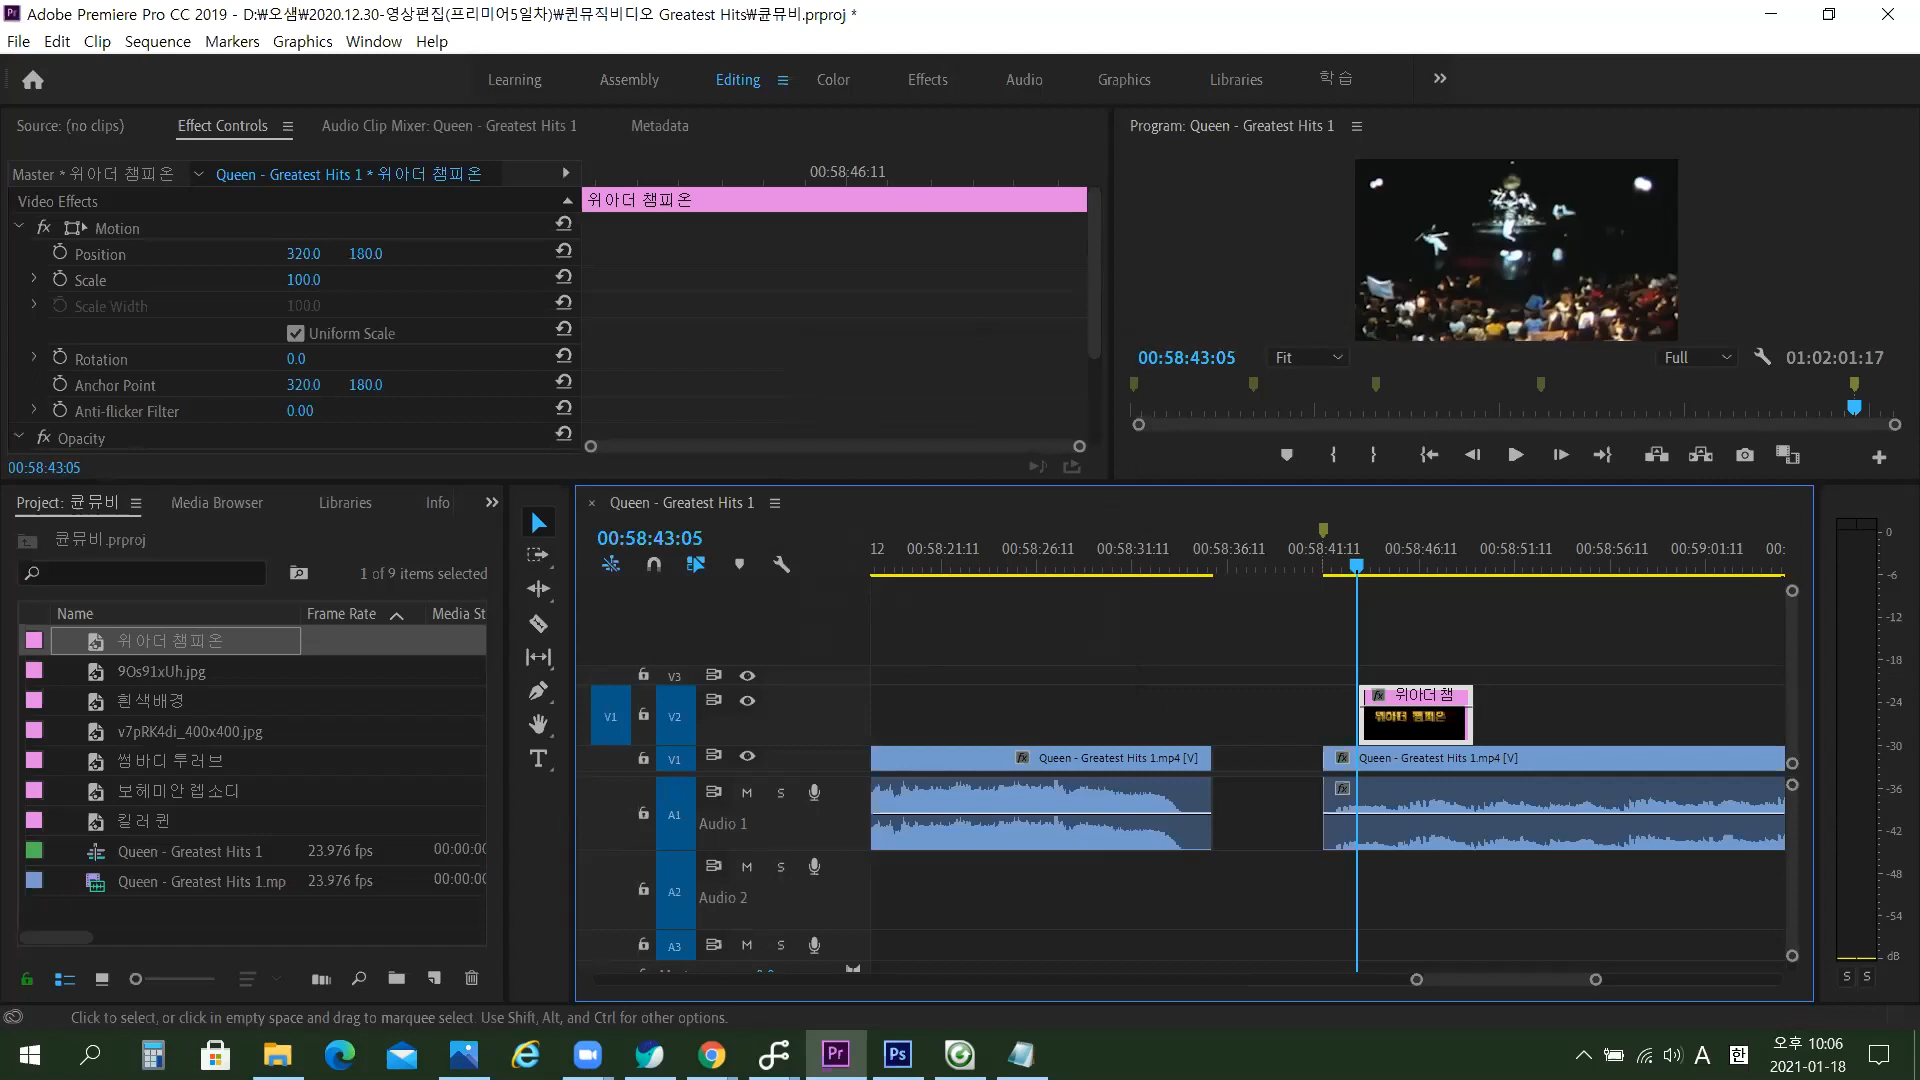 Adobe Premiere Pro CC 2019 - D:₩오샘₩2020.12.30-영상편집(프리미어5일차)₩퀸뮤직비디오 Greatest Hits₩큔뮤비.prproj *
File Edit Clip Sequence Markers Graphics Window Help
Learning Assembly Editing Color Effects Audio Graphics Libraries 학습
Source: (no clips) Effect Controls Audio Clip Mixer: Queen - Greatest Hits 1 Metadata
Program: Queen - Greatest Hits 1
Master * 위아더 챔피온 Queen - Greatest Hits 1 * 위아더 챔피온
00:58:46:11
Video Effects
위아더 챔피온
fx Motion
Position 320.0 180.0
Scale 100.0
Scale Width 100.0
Uniform Scale
Rotation 0.0
Anchor Point 320.0 180.0
Anti-flicker Filter 0.00
fx Opacity
00:58:43:05
00:58:43:05 Fit Full 01:02:01:17
Project: 큔뮤비 Media Browser Libraries Info
큔뮤비.prproj
1 of 9 items selected
Name Frame Rate Media St
위아더 챔피온
9Os91xUh.jpg
흰색배경
v7pRK4di_400x400.jpg
썸바디 투러브
보헤미안 렙소디
킬러퀸
Queen - Greatest Hits 1 23.976 fps 00:00:00
Queen - Greatest Hits 1.mp 23.976 fps 00:00:00
Queen - Greatest Hits 1
00:58:43:05
12 00:58:21:11 00:58:26:11 00:58:31:11 00:58:36:11 00:58:41:11 00:58:46:11 00:58:51:11 00:58:56:11 00:59:01:11 00:
V3
V1 V2 fx 위아더 챔
위아더 챔피온
V1 fx Queen - Greatest Hits 1.mp4 [V] fx Queen - Greatest Hits 1.mp4 [V]
A1 M S fx
Audio 1
A2 M S
Audio 2
A3 M S
0
-6
-12
-18
-24
-30
-36
-42
-48
-54
dB
S S
Click to select, or click in empty space and drag to marquee select. Use Shift, Alt, and Ctrl for other options.
Pr Ps A 한
오후 10:06
2021-01-18